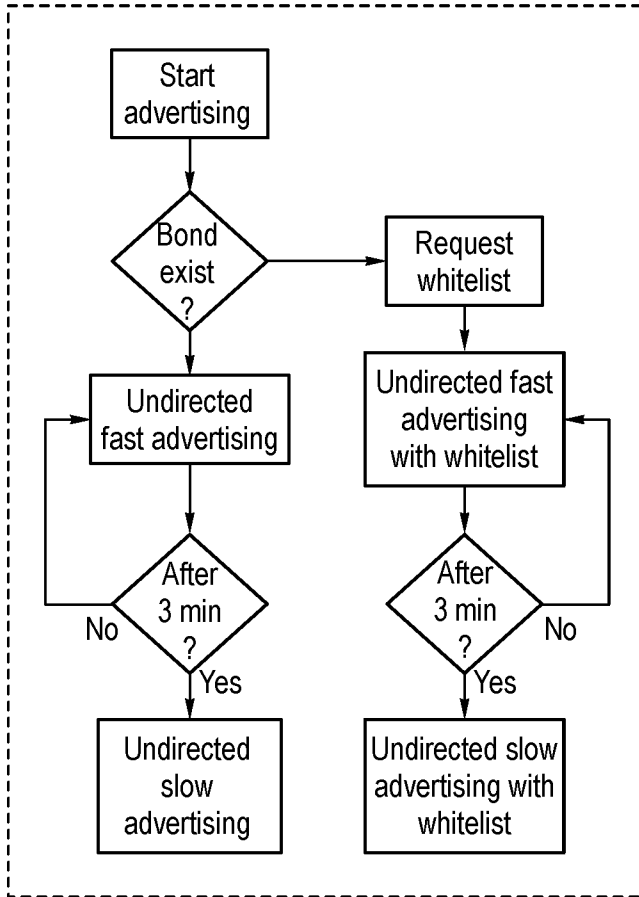 Start
advertising
Bond
exist
?
Request
whitelist
Undirected
fast advertising
Undirected fast
advertising
with whitelist
After
3 min
?
No
Yes
After
3 min
?
No
Yes
Undirected
slow
advertising
Undirected slow
advertising with
whitelist